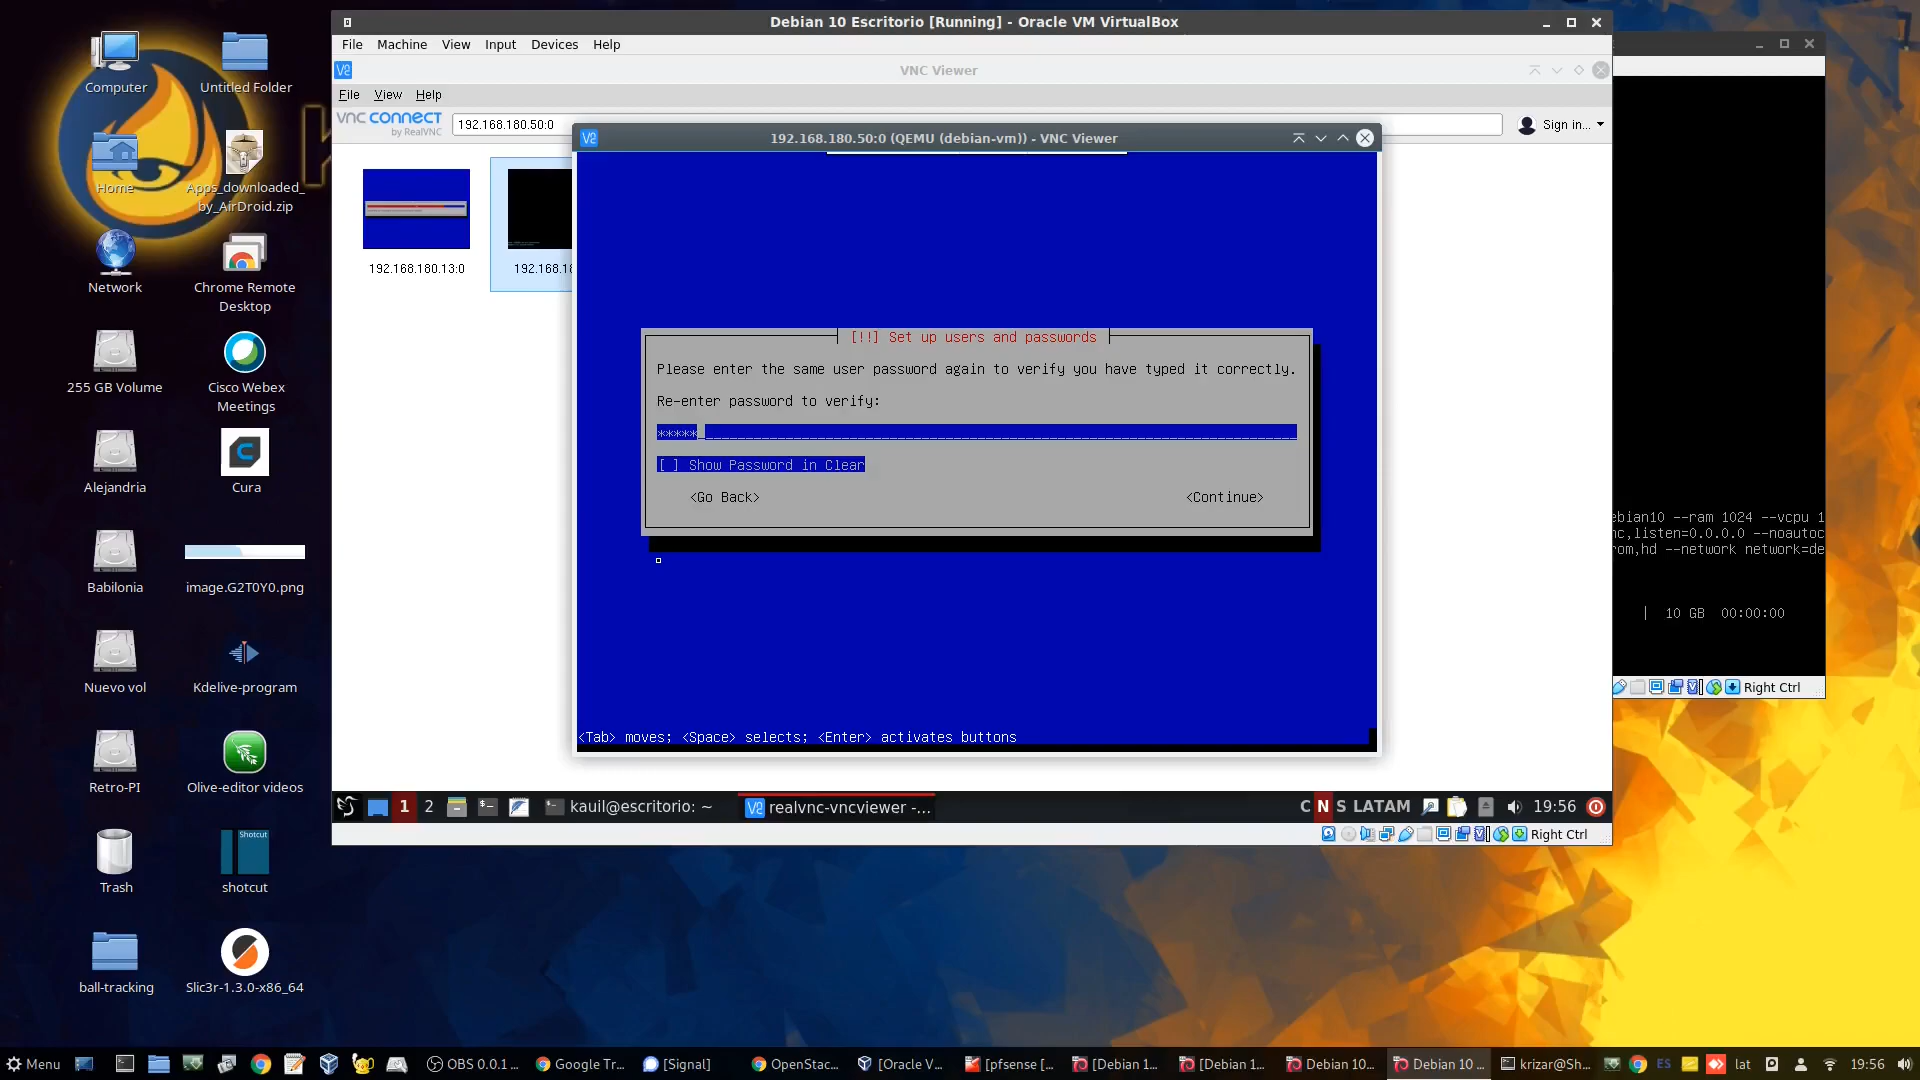 Debian 10 Escritorio [Running] - Oracle VM VirtualBox
File Machine View Input Devices Help
VNC Viewer
File View Help
vnc connect
by RealVNC
192.168.180.50:0
Sign in...
192.168.180.50:0 (QEMU (debian-vm)) - VNC Viewer
192.168.180.13:0
192.168.18
[!!] Set up users and passwords
Please enter the same user password again to verify you have typed it correctly.
Re-enter password to verify:
*****
[ ] Show Password in Clear
<Go Back>
<Continue>
<Tab> moves; <Space> selects; <Enter> activates buttons
1 2 kauil@escritorio: ~ realvnc-vncviewer -... C N S LATAM 19:56
Right Ctrl
ebian10 --ram 1024 --vcpu 1
nc,listen=0.0.0.0 --noautoc
rom,hd --network network=de
| 10 GB 00:00:00
Right Ctrl
Computer
Untitled Folder
Home
Apps_downloaded_
by_AirDroid.zip
Network
Chrome Remote
Desktop
255 GB Volume
Cisco Webex
Meetings
Alejandria
Cura
Babilonia
image.G2T0Y0.png
Nuevo vol
Kdelive-program
Retro-PI
Olive-editor videos
Trash
Shotcut
shotcut
ball-tracking
Slic3r-1.3.0-x86_64
Menu OBS 0.0.1 ... Google Tr... [Signal] OpenStac... [Oracle V... [pfsense [... [Debian 1... [Debian 1... Debian 10... Debian 10 ... krizar@Sh... ES lat 19:56